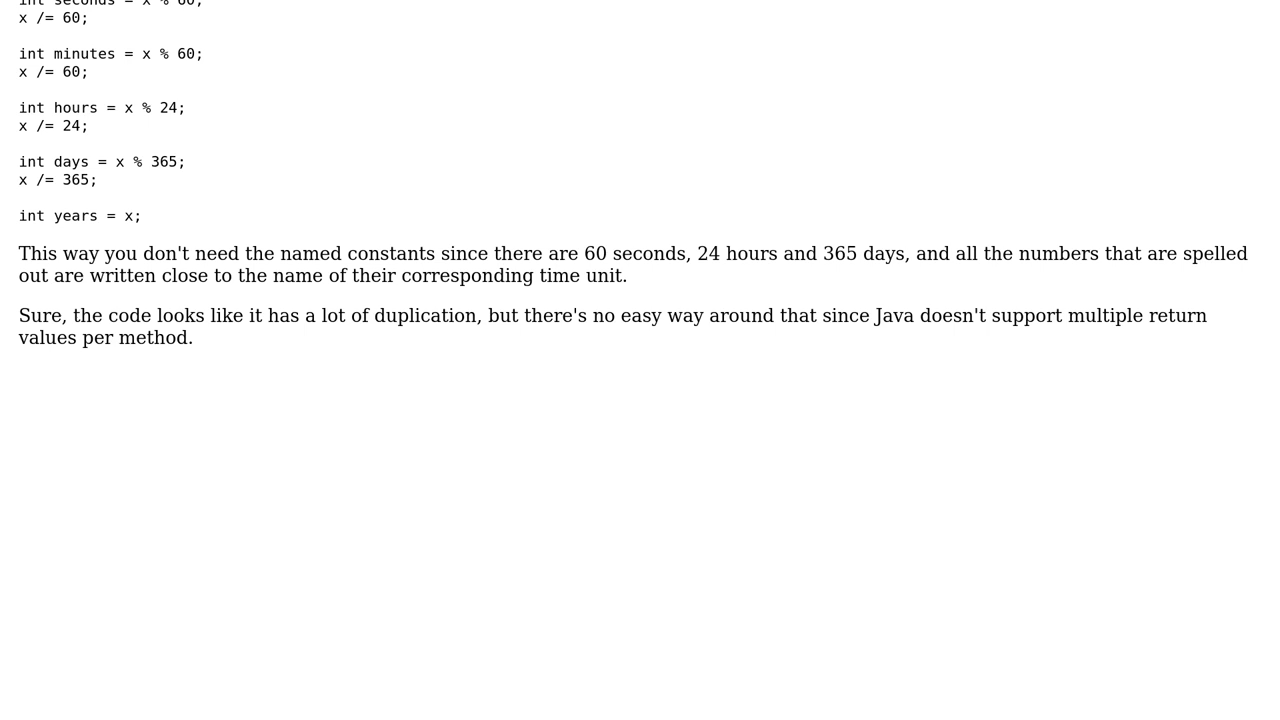 int seconds = x % 60;
x /= 60;
int minutes = x % 60;
x /= 60;
int hours = x % 24;
x /= 24;
int days = x % 365;
x /= 365;
int years = x;
This way you don't need the named constants since there are 60 seconds, 24 hours and 365 days, and all the numbers that are spelled
out are written close to the name of their corresponding time unit.
Sure, the code looks like it has a lot of duplication, but there's no easy way around that since Java doesn't support multiple return
values per method.